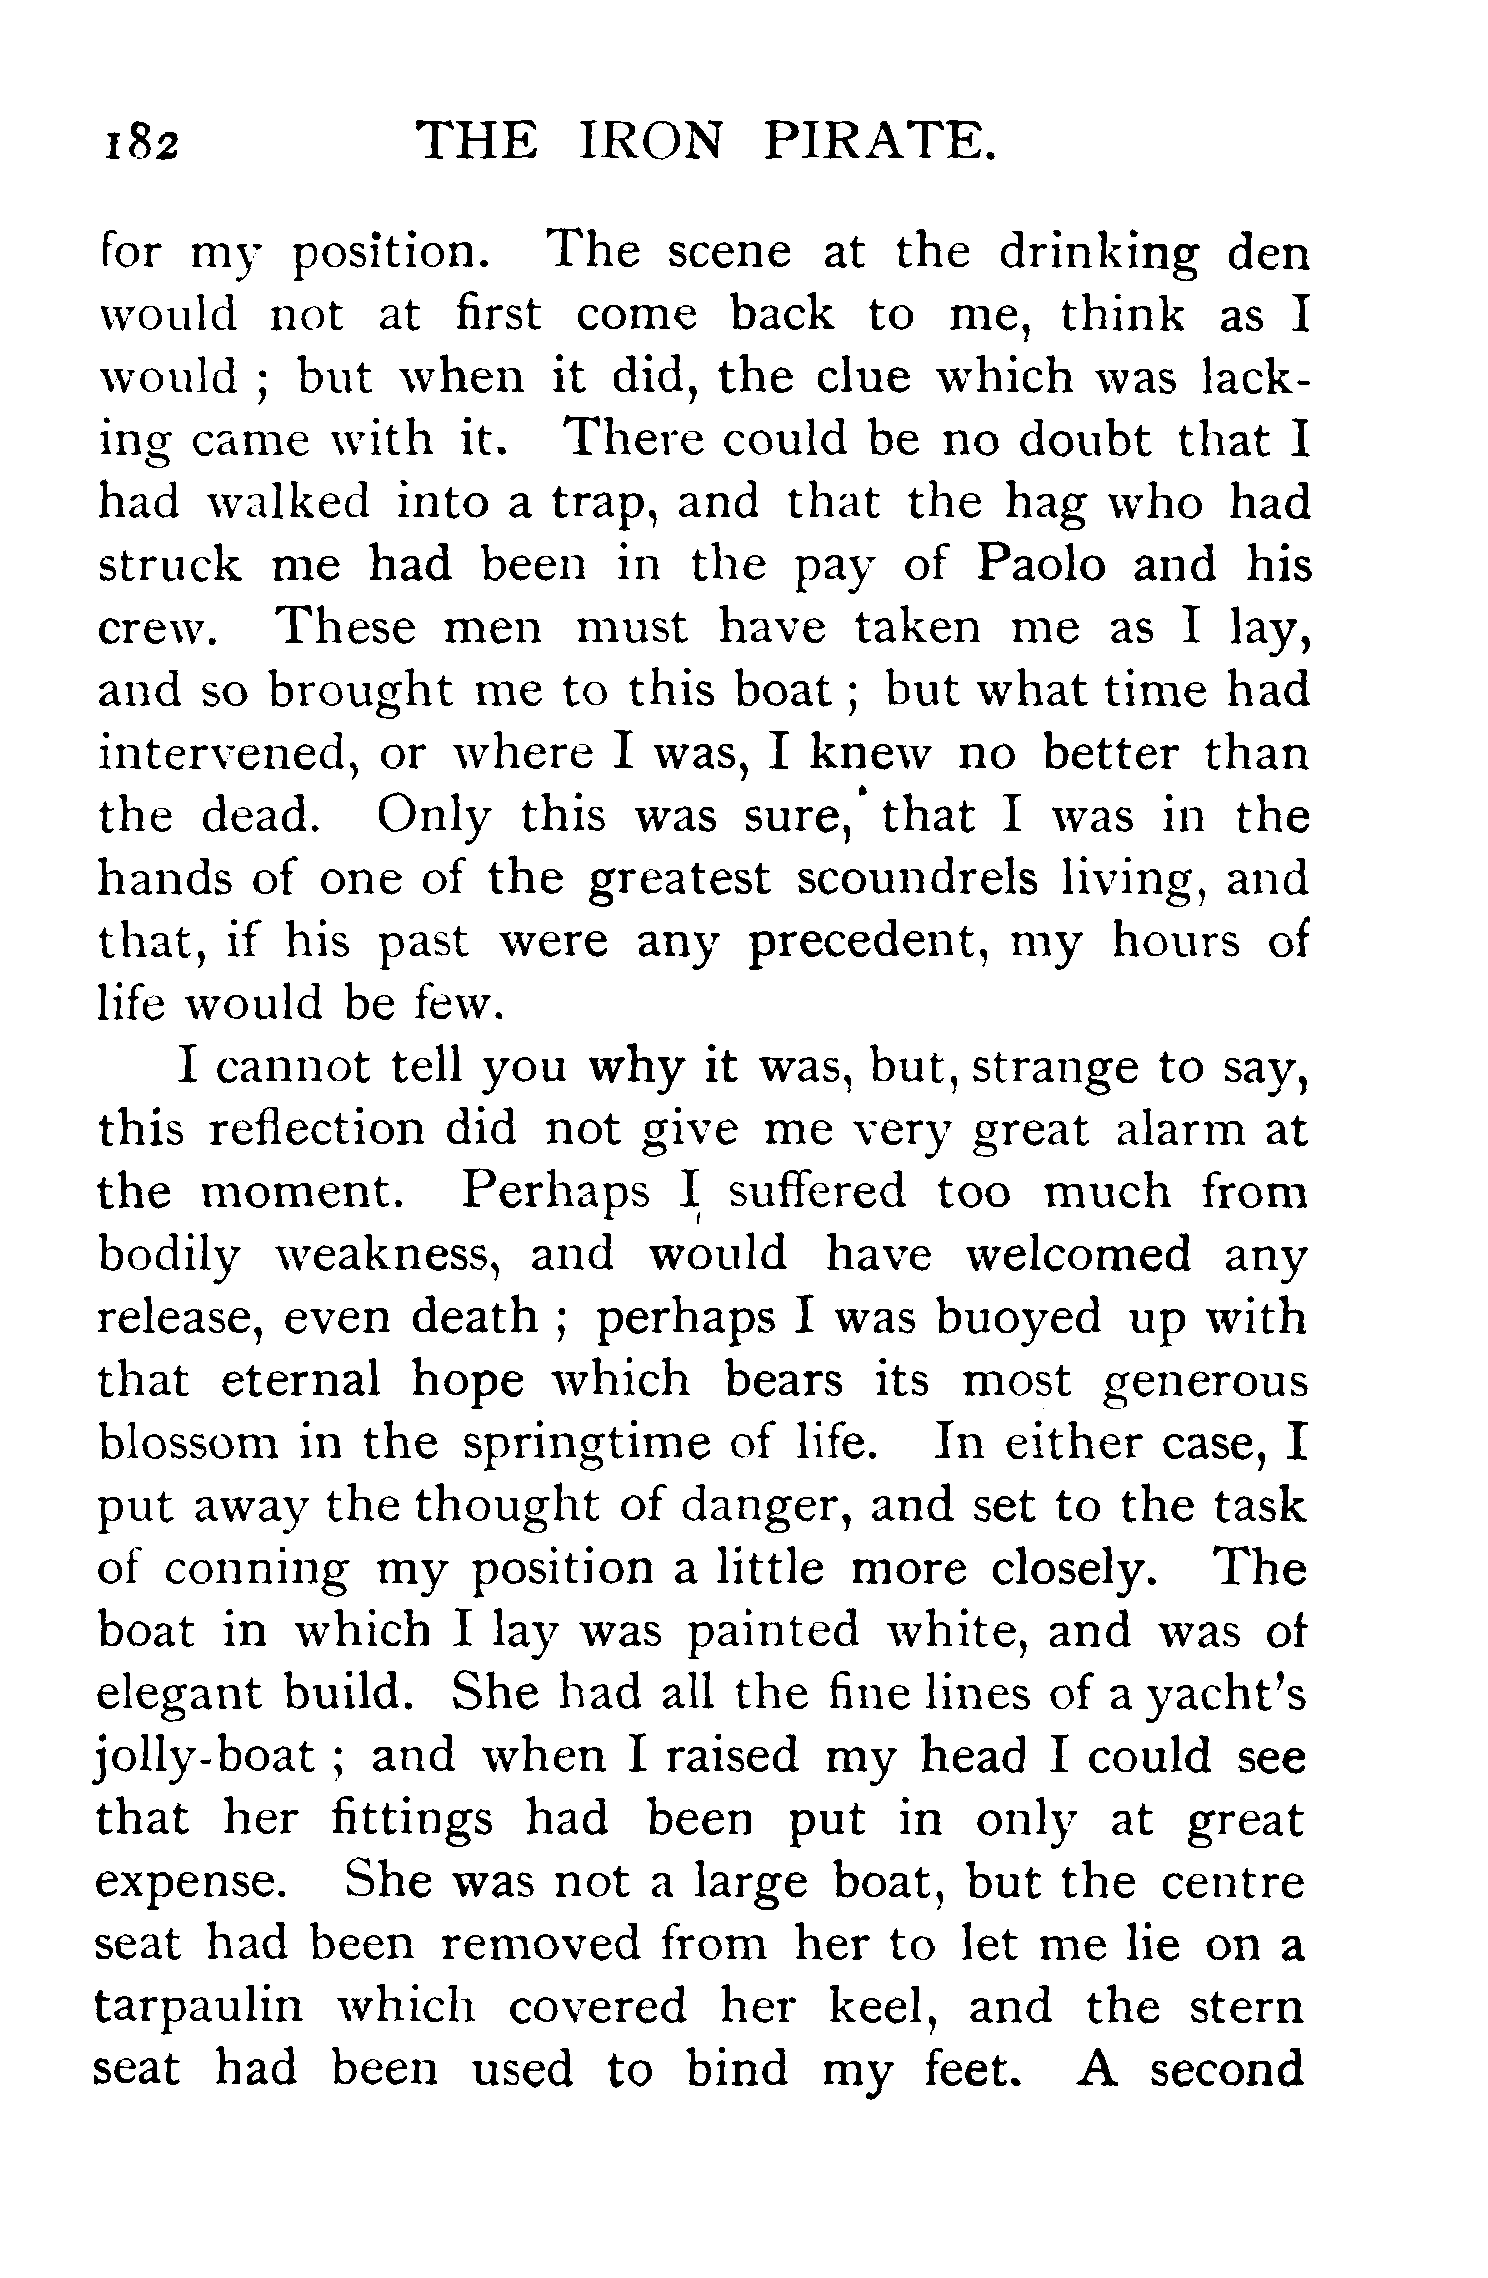 182 THE IRON PIRATE.
for my position. The scene at the drinking den
would not at first come back to me, think as I
would ; but when it did, the clue which was lack-
ing came with it. There could be no doubt that I
had walked into a trap, and that the hag who had
struck me had been in the pay of Paolo and his
crew. These men must have taken me as I lay,
and so brought me to this boat ; but what time had
intervened, or where I was, I knew no better than
the dead. Only this was sure, that I was in the
hands of one of the greatest scoundrels living, and
that, if his past were any precedent, my hours of
life would be few.
I cannot tell you why it was, but, strange to say,
this reflection did not give me very great alarm at
the moment. Perhaps I suffered too much from
bodily weakness, and would have welcomed any
release, even death ; perhaps I was buoyed up with
that eternal hope which bears its most generous
blossom in the springtime of life. In either case, I
put away the thought of danger, and set to the task
of conning my position a little more closely. The
boat in which I lay was painted white, and was of
elegant build. She had all the fine lines of a yacht's
jolly-boat ; and when I raised my head I could see
that her fittings had been put in only at great
expense. She was not a large boat, but the centre
seat had been removed from her to let me lie on a
tarpaulin which covered her keel, and the stern
seat had been used to bind my feet. A second